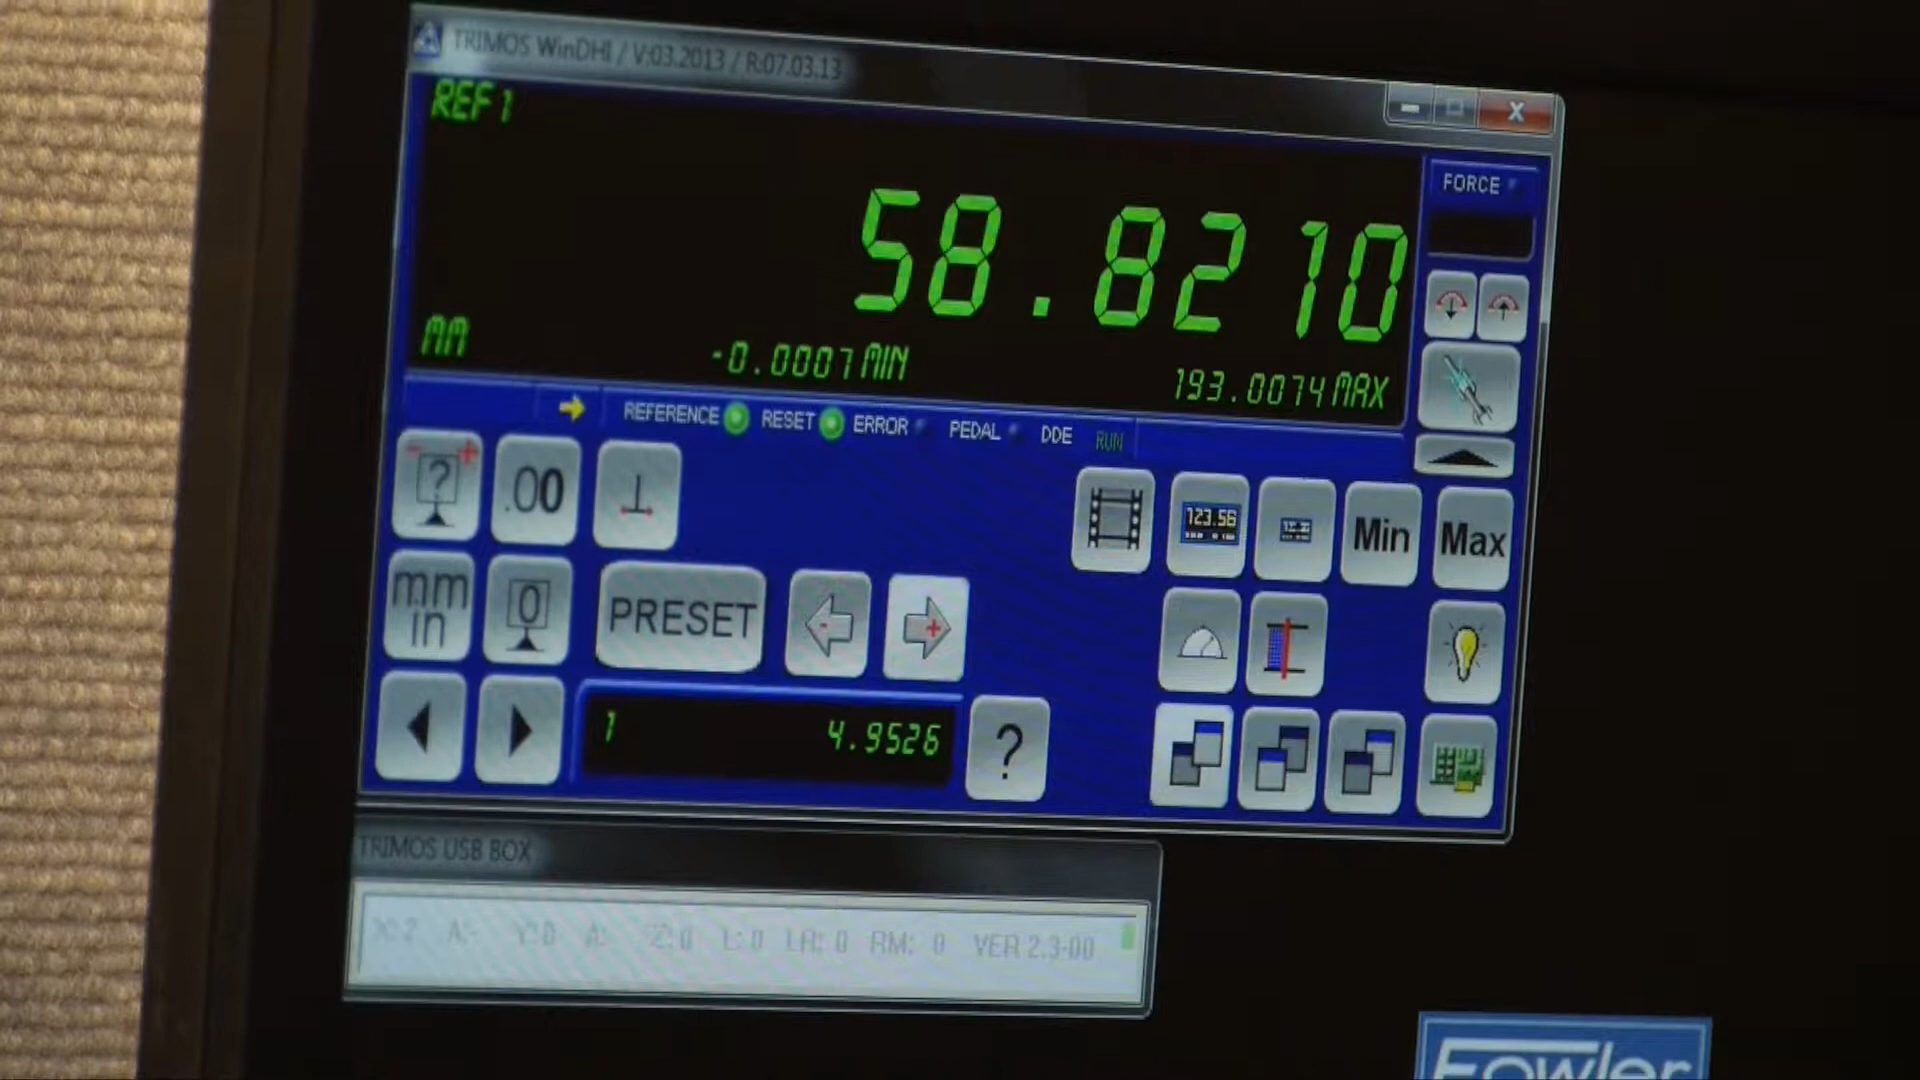 TRIMOS WinDHI / V:03.2013 / R:07.03.13
REF1
FORCE
58.8210
MM
-0.0007 MIN
193.0074 MAX
REFERENCE RESET ERROR PEDAL DDE RUN
? .00
123.56
Min Max
mm
in
0
PRESET
- +
1 4.9526
?
TRIMOS USB BOX
X:2 A:- Y:0 A: Z:0 L:0 LA: 0 RM: 0 VER 2.3-00
Fowler